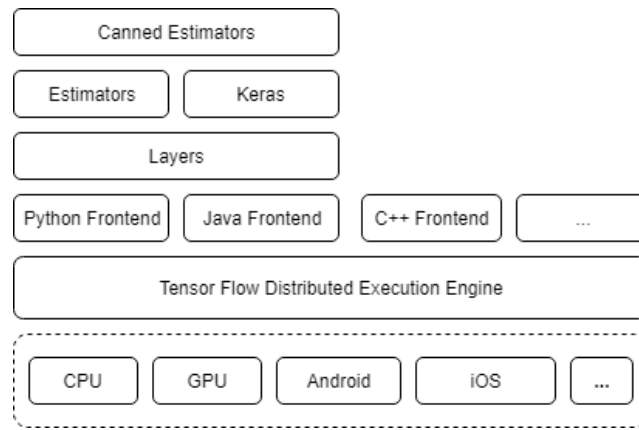 Canned Estimators
Estimators Keras
Layers
Python Frontend Java Frontend C++ Frontend ...
Tensor Flow Distributed Execution Engine
CPU GPU Android iOS ...